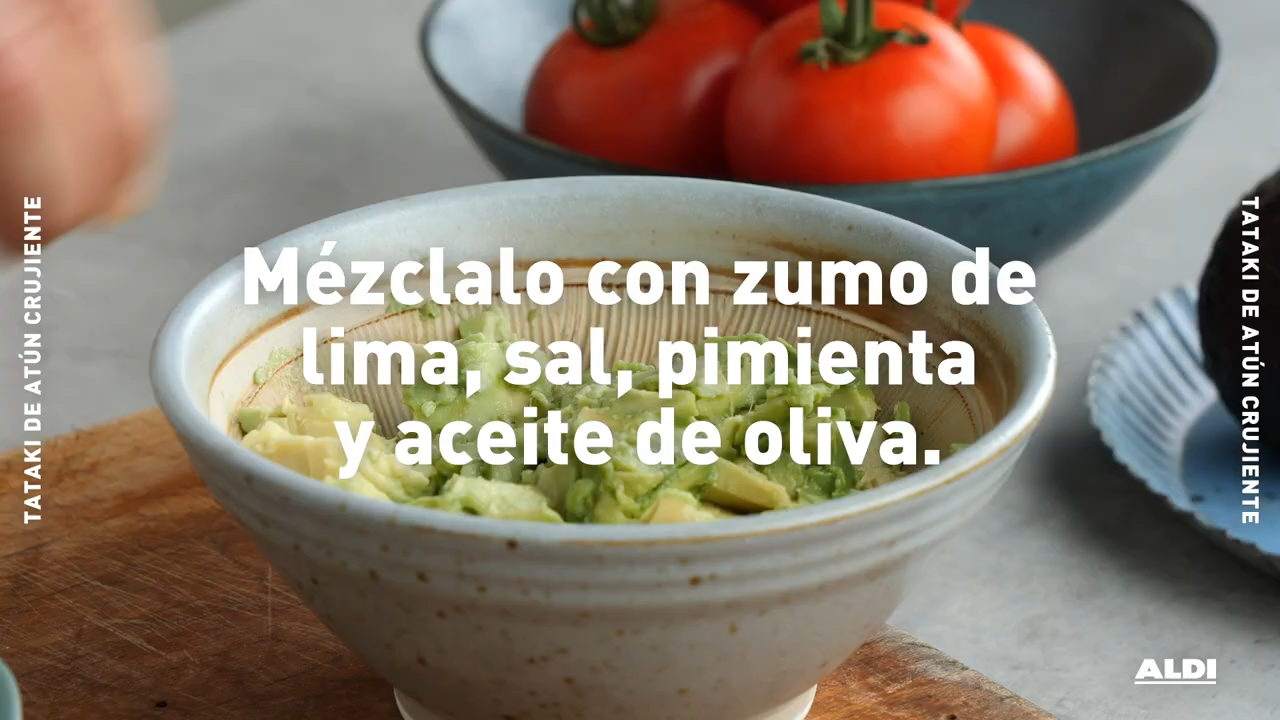 TATAKI DE ATÚN CRUJIENTE
Mézclalo con zumo de
lima, sal, pimienta
y aceite de oliva.
TATAKI DE ATÚN CRUJIENTE
ALDI